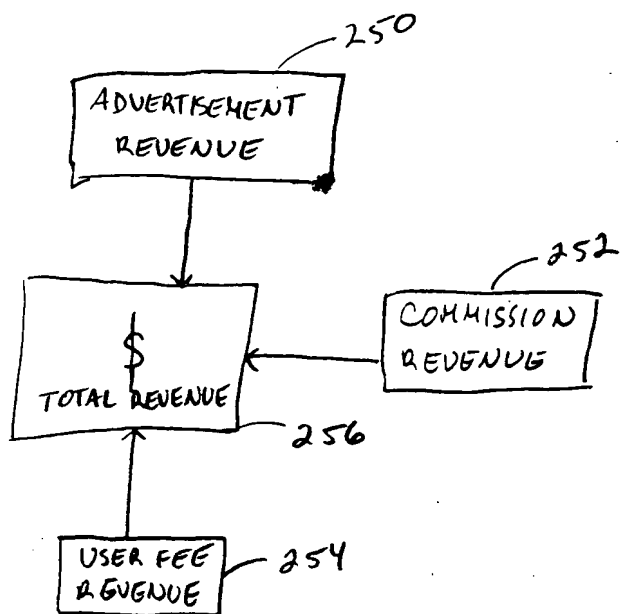 250
ADVERTISEMENT
REVENUE
252
COMMISSION
REVENUE
$
TOTAL REVENUE
256
USER FEE
REVENUE
254